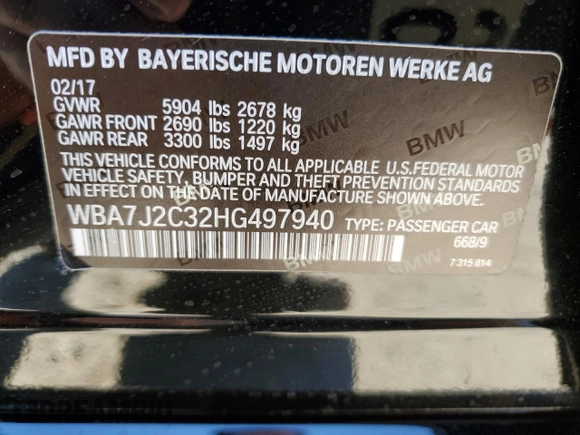 MFD BY BAYERISCHE MOTOREN WERKE AG
02/17
GVWR 5904 lbs 2678 kg
GAWR FRONT 2690 lbs 1220 kg
GAWR REAR 3300 lbs 1497 kg
THIS VEHICLE CONFORMS TO ALL APPLICABLE U.S.FEDERAL MOTOR
VEHICLE SAFETY, BUMPER AND THEFT PREVENTION STANDARDS
IN EFFECT ON THE DATE OF MANUFACTURE SHOWN ABOVE.
WBA7J2C32HG497940 TYPE: PASSENGER CAR
668/9
7 315 814